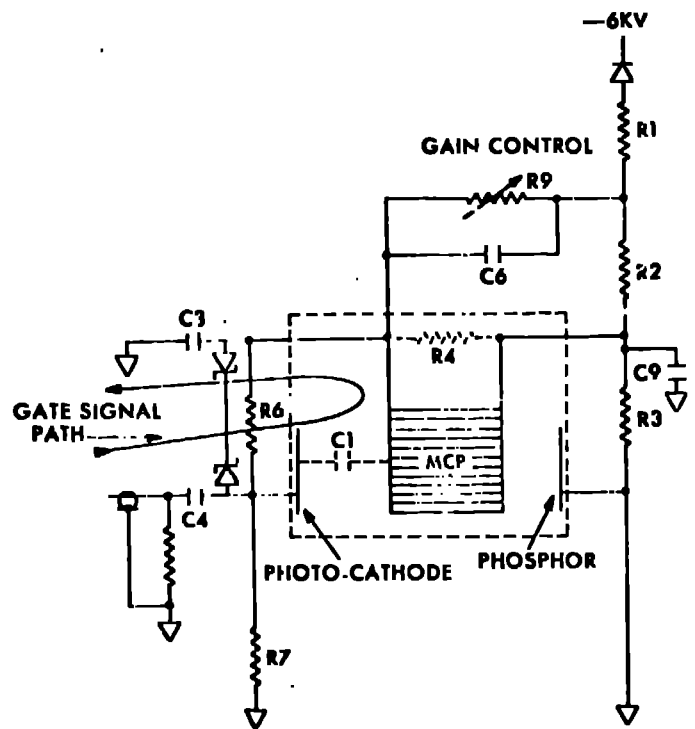 —6KV
R1
GAIN CONTROL
R9
C6
R2
C3
R4
C9
GATE SIGNAL
PATH
R6
R3
C1
MCP
C4
PHOTO-CATHODE
PHOSPHOR
R7